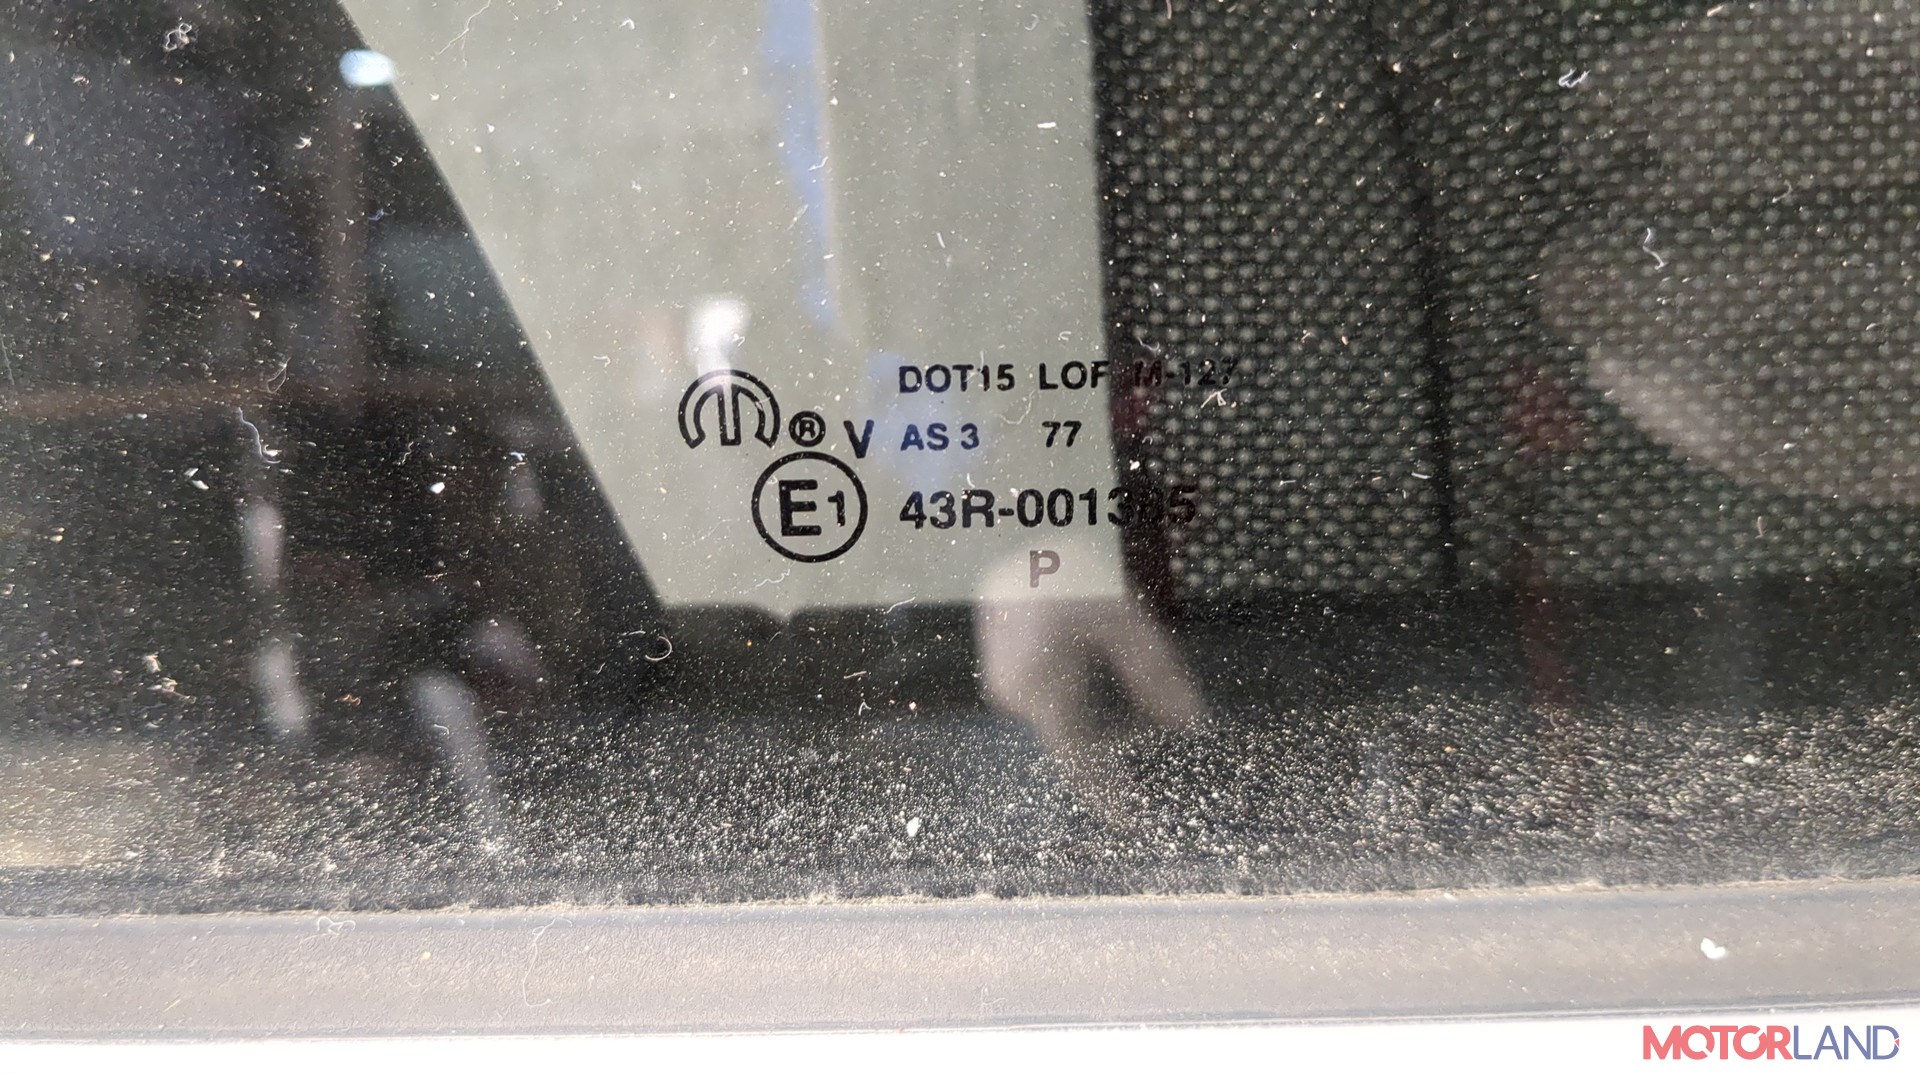 DOT15 LOF M-127
® V AS 3 77
E1 43R-001385
P
MOTORLAND